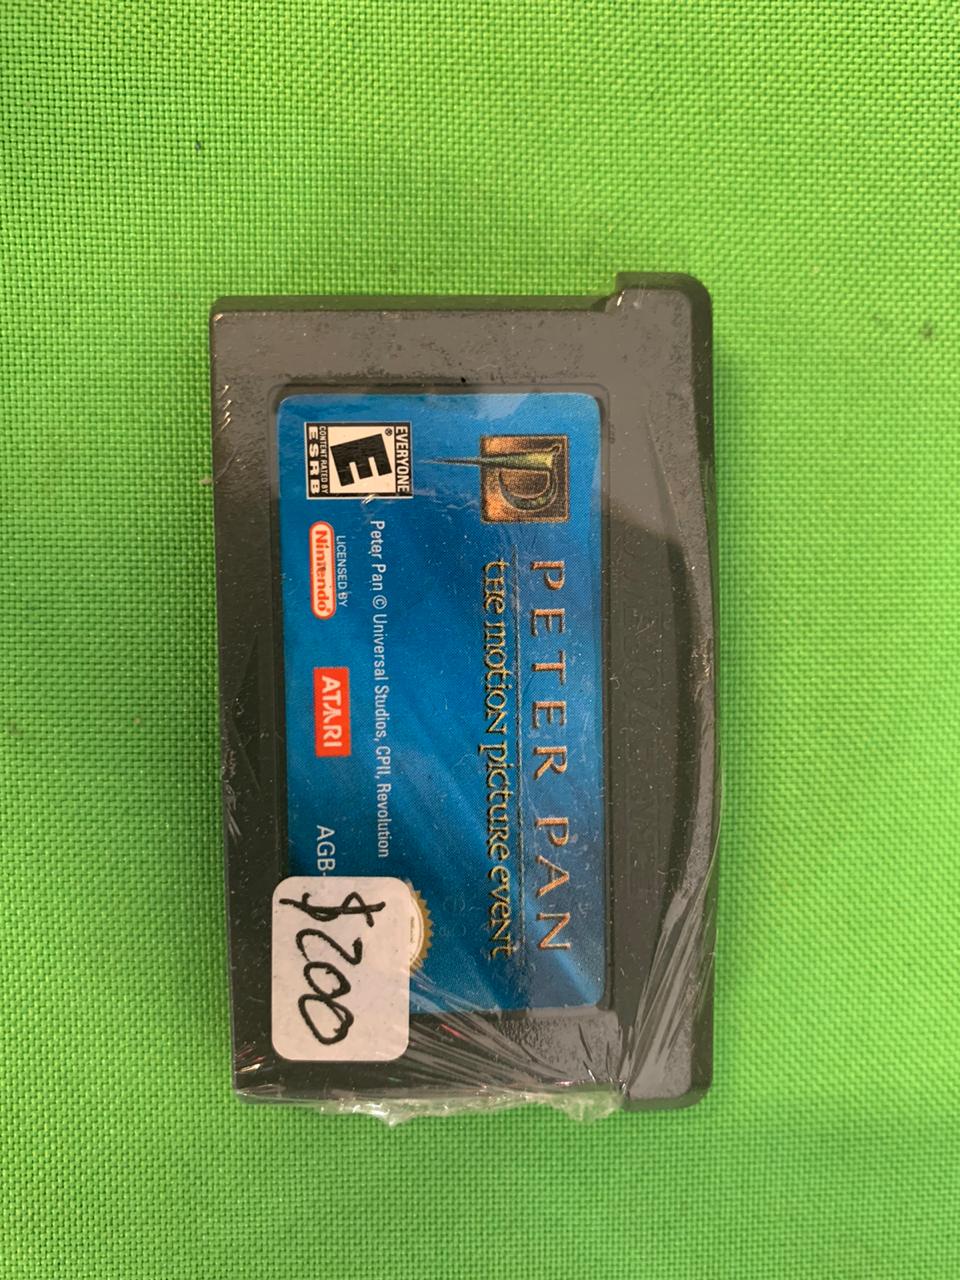 P
PETER PAN
the motion picture event
EVERYONE
E
®
CONTENT RATED BY
ESRB
Peter Pan © Universal Studios, CPII, Revolution
LICENSED BY
Nintendo®
ATARI
AGB-
$200